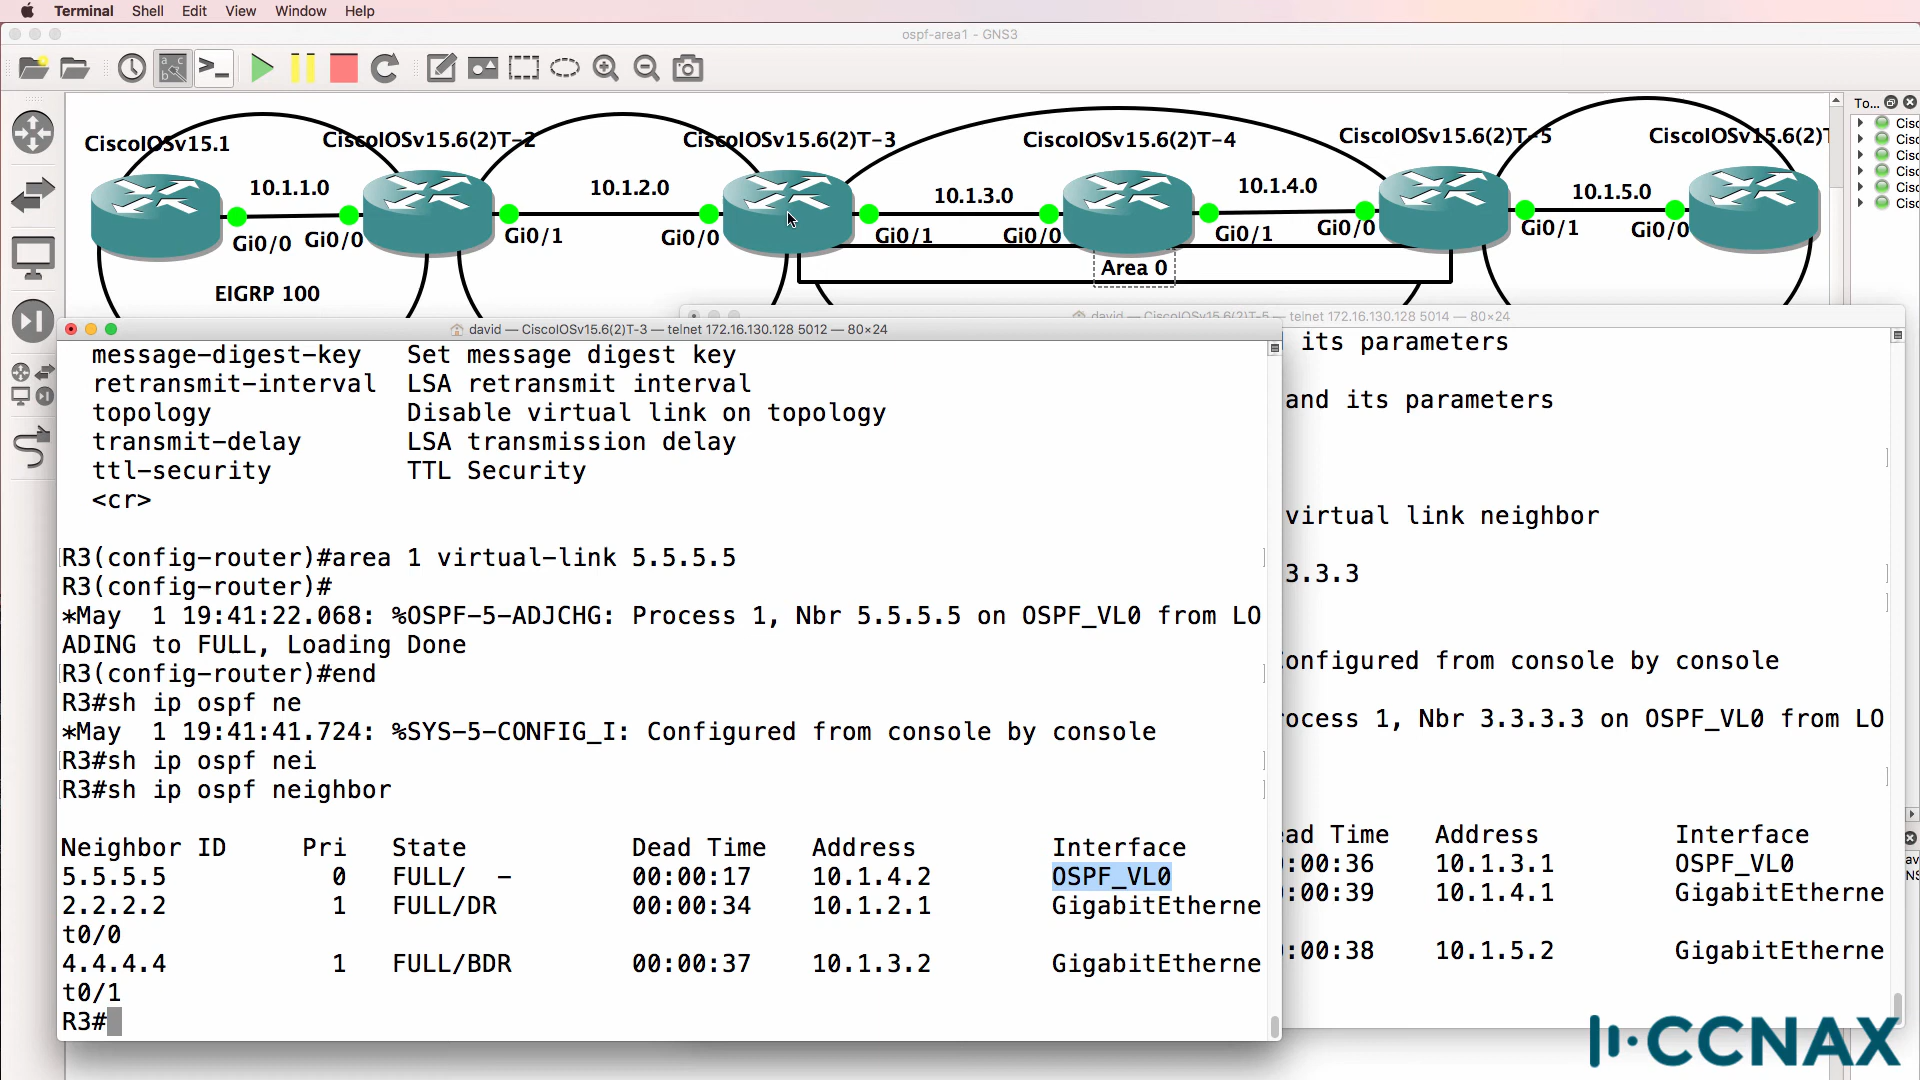 Terminal Shell Edit View Window Help
ospf-area1 - GNS3
To...
CiscoIOSv15.1
CiscoIOSv15.6(2)T-2
CiscoIOSv15.6(2)T-3
CiscoIOSv15.6(2)T-4
CiscoIOSv15.6(2)T-5
CiscoIOSv15.6(2)T
Cisc
Cisc
Cisc
Cisc
Cisc
Cisc
10.1.1.0
10.1.2.0
10.1.3.0
10.1.4.0
10.1.5.0
Gi0/0
Gi0/0
Gi0/1
Gi0/0
Gi0/1
Gi0/0
Gi0/1
Gi0/0
Gi0/1
Gi0/0
Area 0
EIGRP 100
david — CiscoIOSv15.6(2)T-5 — telnet 172.16.130.128 5014 — 80×24
david — CiscoIOSv15.6(2)T-3 — telnet 172.16.130.128 5012 — 80×24
message-digest-key Set message digest key
retransmit-interval LSA retransmit interval
topology Disable virtual link on topology
transmit-delay LSA transmission delay
ttl-security TTL Security
<cr>
R3(config-router)#area 1 virtual-link 5.5.5.5
R3(config-router)#
*May 1 19:41:22.068: %OSPF-5-ADJCHG: Process 1, Nbr 5.5.5.5 on OSPF_VL0 from LO
ADING to FULL, Loading Done
R3(config-router)#end
R3#sh ip ospf ne
*May 1 19:41:41.724: %SYS-5-CONFIG_I: Configured from console by console
R3#sh ip ospf nei
R3#sh ip ospf neighbor
Neighbor ID Pri State Dead Time Address Interface
5.5.5.5 0 FULL/ - 00:00:17 10.1.4.2 OSPF_VL0
2.2.2.2 1 FULL/DR 00:00:34 10.1.2.1 GigabitEtherne
t0/0
4.4.4.4 1 FULL/BDR 00:00:37 10.1.3.2 GigabitEtherne
t0/1
R3#
its parameters
and its parameters
virtual link neighbor
3.3.3
onfigured from console by console
ocess 1, Nbr 3.3.3.3 on OSPF_VL0 from LO
ad Time Address Interface
:00:36 10.1.3.1 OSPF_VL0
:00:39 10.1.4.1 GigabitEtherne
:00:38 10.1.5.2 GigabitEtherne
CCNAX